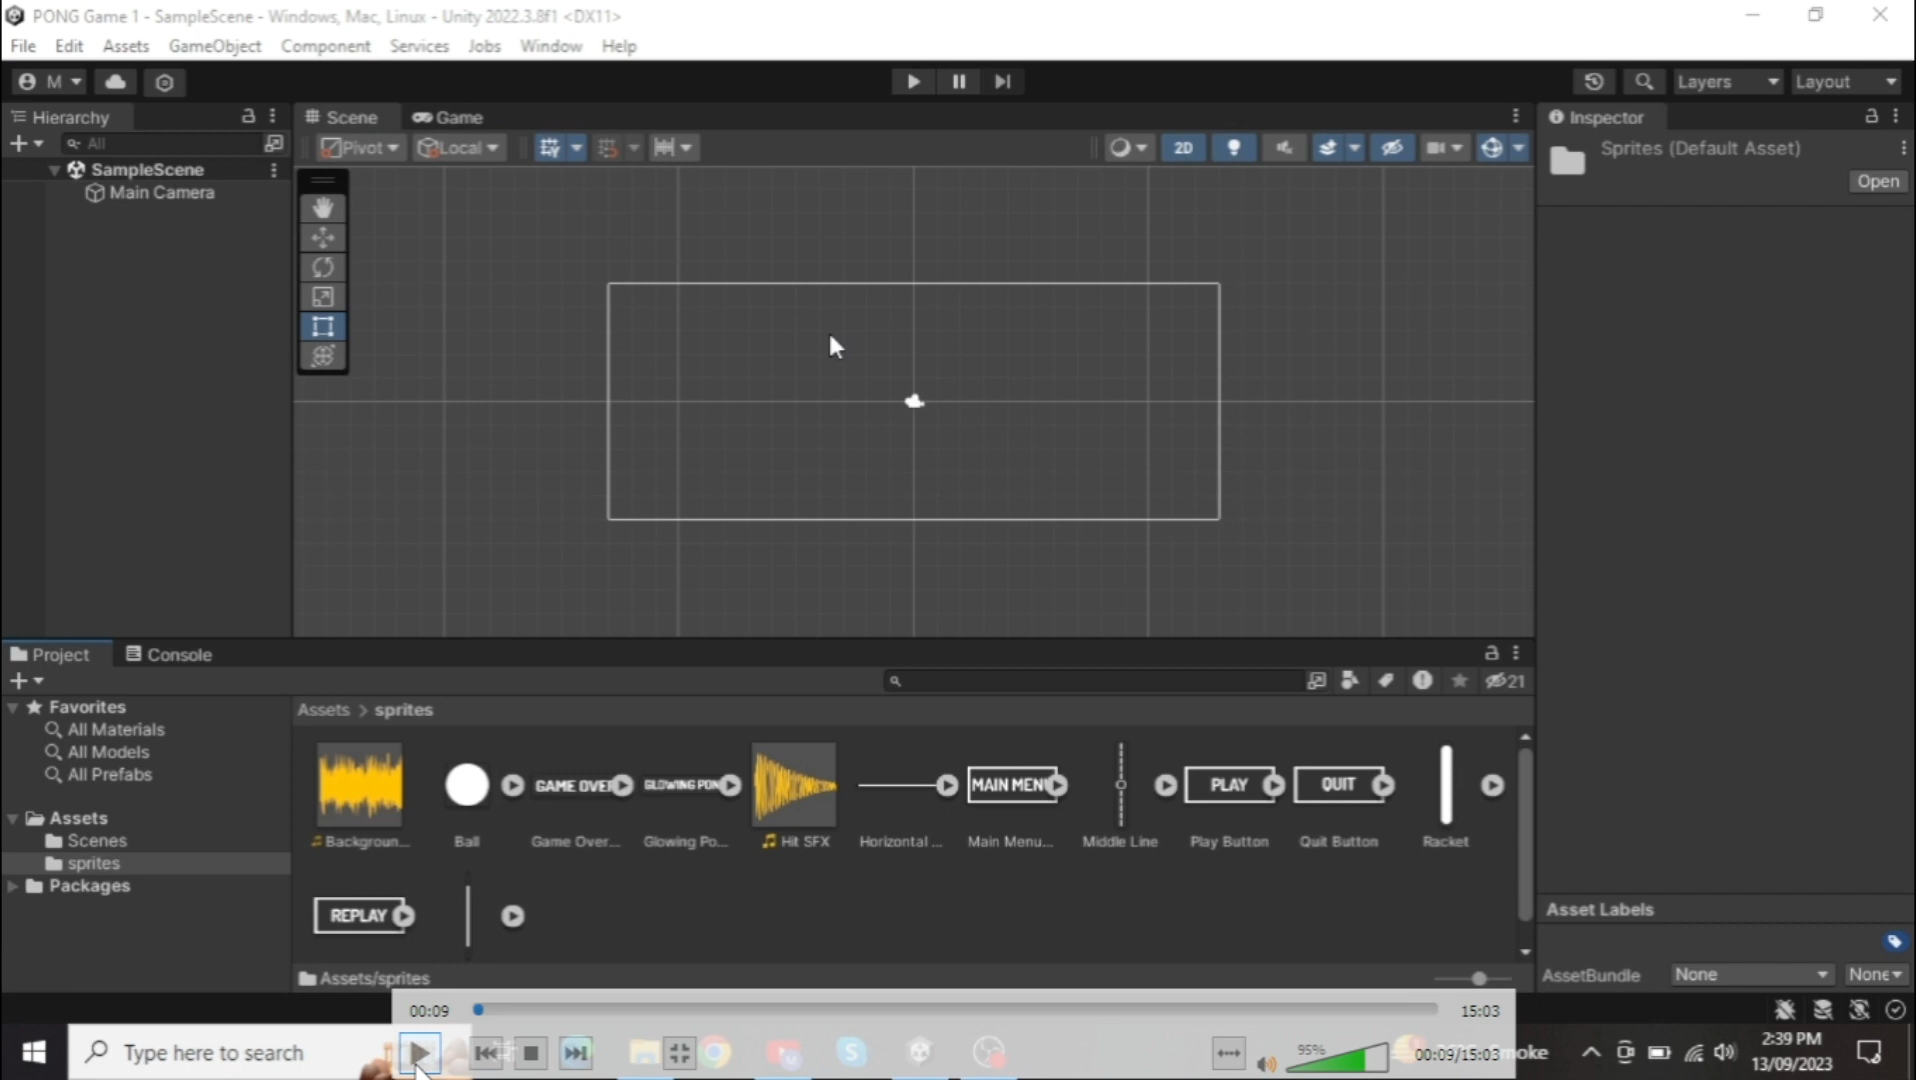 PONG Game 1 - SampleScene - Windows, Mac, Linux - Unity 2022.3.8f1 <DX11>
File Edit Assets GameObject Component Services Jobs Window Help
M Layers Layout
Hierarchy Scene Game Inspector
All Pivot Local 2D Sprites (Default Asset)
SampleScene
Open
Main Camera
Project Console
21
Favorites Assets > sprites
All Materials
All Models
All Prefabs
GAME OVER GLOWING PON MAIN MENU PLAY QUIT
Assets
Scenes Backgroun... Ball Game Over... Glowing Po... Hit SFX Horizontal ... Main Menu... Middle Line Play Button Quit Button Racket
sprites
Packages
REPLAY Asset Labels
Assets/sprites AssetBundle None None
00:09 15:03
Type here to search 95% 00:09/15:03 moke 2:39 PM
13/09/2023